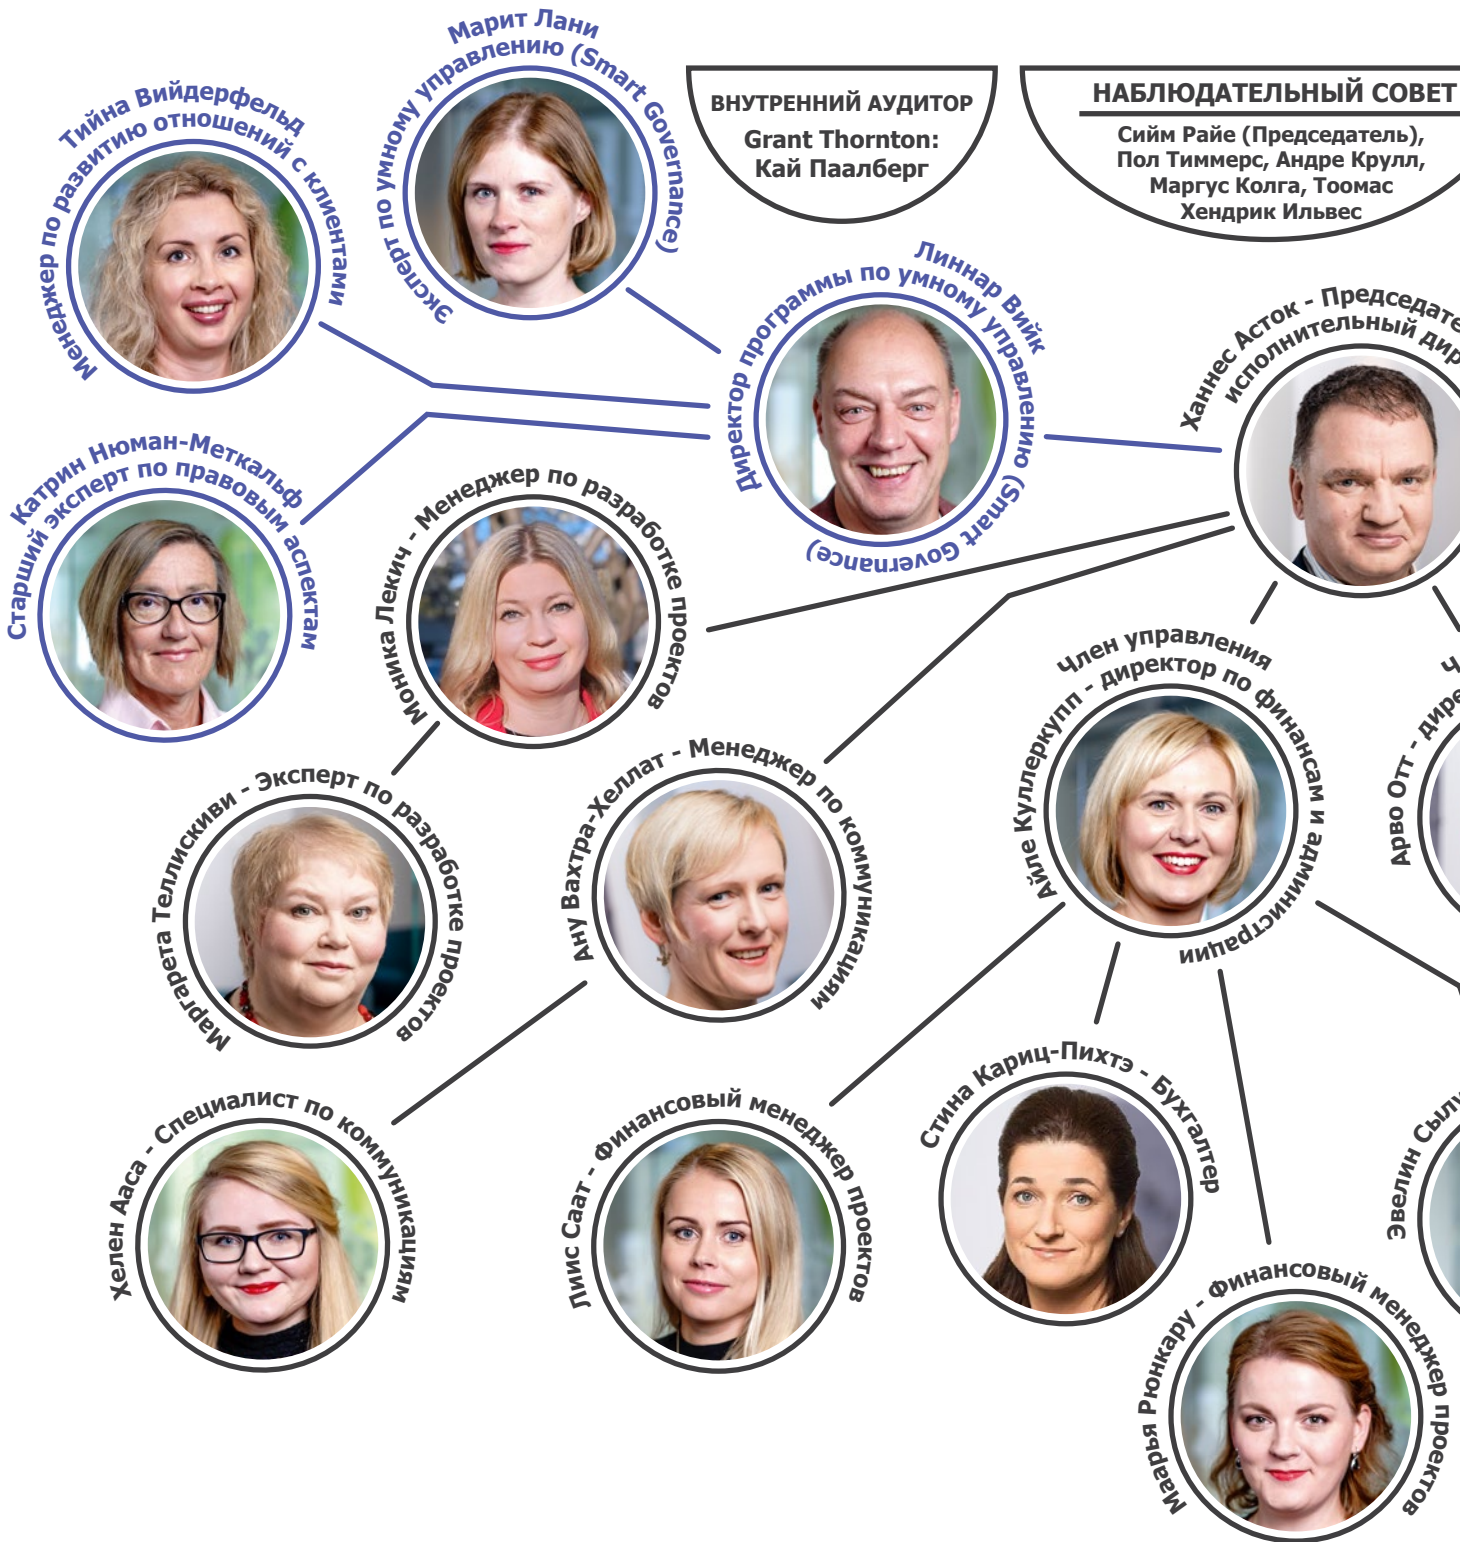 Марит Лани
Эксперт по умному управлению (Smart Governance)
Тийна Вийдерфельд
Менеджер по развитию отношений с клиентами
ВНУТРЕННИЙ АУДИТОР
Grant Thornton:
Кай Паалберг
НАБЛЮДАТЕЛЬНЫЙ СОВЕТ
Сийм Райе (Председатель),
Пол Тиммерс, Андре Крулл,
Маргус Колга, Тоомас
Хендрик Ильвес
Линнар Вийк
Директор программы по умному управлению (Smart Governance)
Ханнес Асток - Председате
исполнительный дир
Катрин Нюман-Меткальф
Старший эксперт по правовым аспектам
Моника Лекич - Менеджер по разработке проектов
Член управления
Айле Куллеркупп - директор по финансам и администрации
Арво Отт - дире
Маргарета Теллискиви - Эксперт по разработке проектов
Ану Вахтра-Хеллат - Менеджер по коммуникациям
Хелен Ааса - Специалист по коммуникациям
Лиис Саат - Финансовый менеджер проектов
Стина Кариц-Пихтэ - Бухгалтер
Эвелин Сылу
Маарья Рюнкару - Финансовый менеджер проектов